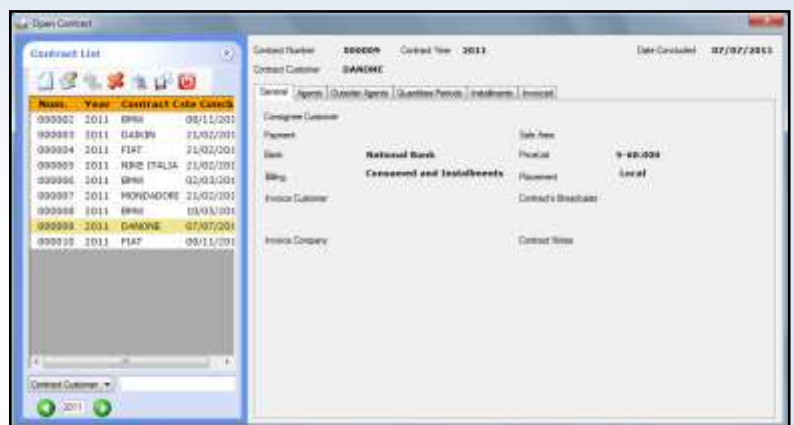 Open Contract
Contract List
Num. Year Contract C
000002 2011 BMW 08/11/201
000003 2011 DAIKIN 21/02/201
000004 2011 FIAT 21/02/201
000005 2011 NIKE ITALIA 21/02/201
000006 2011 BMW 02/03/201
000007 2011 MONDADORI 21/02/201
000008 2011 BMW 10/03/201
000009 2011 DANONE 07/07/201
000010 2011 FIAT 09/11/201
Contract Customer
2011
Contract Number 000009 Contract Year 2011 Date Concluded 07/07/2011
Contract Customer DANONE
General Agents Outsider Agents Quantities Periods Installments Invoiced
Consignee Customer
Payment Sale Area
Bank National Bank PriceList 9-60.000
Billing Consumed and Installments Placement Local
Invoice Customer Contract's Broadcasts
Invoice Company Contract Notes